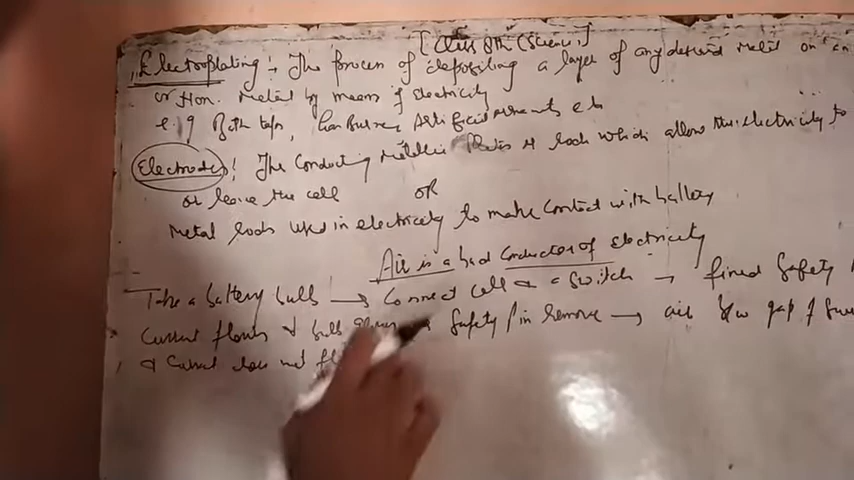 [Class 8th (Science)]
Electroplating :- The process of depositing a layer of any desired metal on an
or Non. Metal by means of electricity
e.g Bath taps, Gas Burner, Artificial ornaments etc
Electrodes : The Conducting Metallic Plates or rods which allow the electricity to
or leave the cell
OR
Metal rods used in electricity to make Contact with battery
Air is a bad Conductor of electricity
Take a battery bulb → Connect cell & a Switch → fixed Safety
Current flows & bulb glows & Safety pin Remove → air b/w gap of
& Current does not